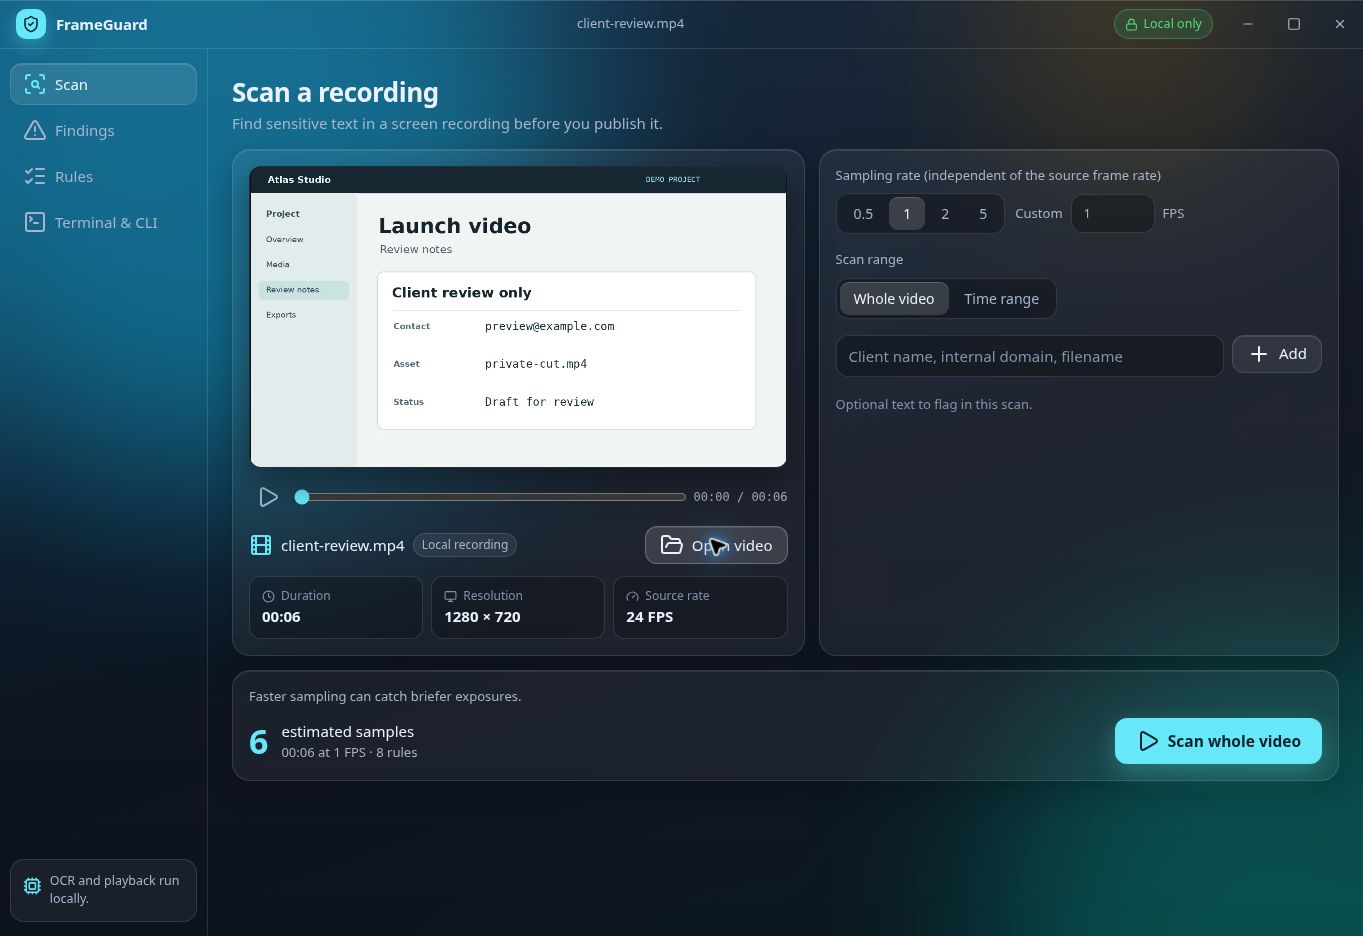 FrameGuard
client-review.mp4
Local only
Scan
Findings
Rules
Terminal & CLI
OCR and playback run
locally.
Scan a recording
Find sensitive text in a screen recording before you publish it.
Atlas Studio
DEMO PROJECT
Project
Overview
Media
Review notes
Exports
Launch video
Review notes
Client review only
Contact preview@example.com
Asset private-cut.mp4
Status Draft for review
00:00 / 00:06
client-review.mp4
Local recording
Open video
Duration
00:06
Resolution
1280 × 720
Source rate
24 FPS
Sampling rate (independent of the source frame rate)
0.5 1 2 5 Custom 1 FPS
Scan range
Whole video Time range
Client name, internal domain, filename
Add
Optional text to flag in this scan.
Faster sampling can catch briefer exposures.
6 estimated samples
00:06 at 1 FPS · 8 rules
Scan whole video